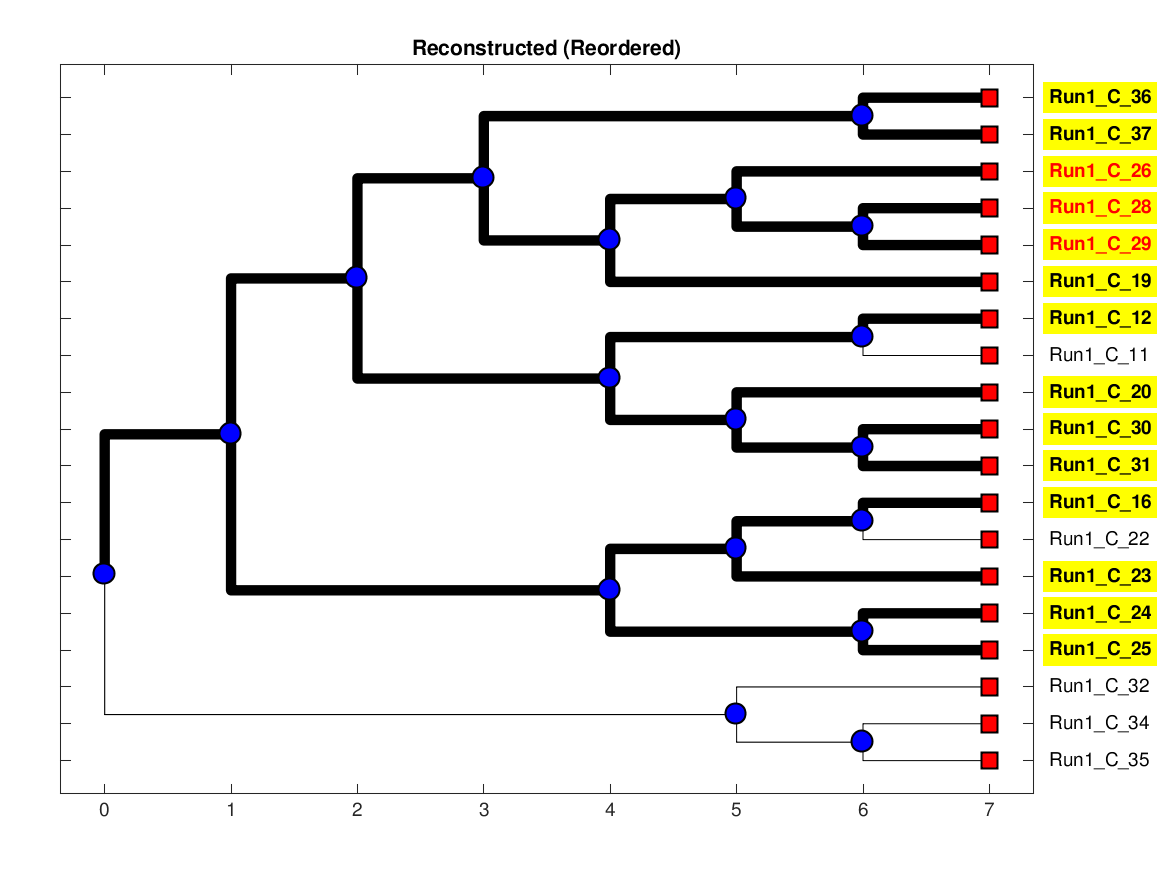 Reconstructed (Reordered)
Run1_C_36
Run1_C_37
Run1_C_26
Run1_C_28
Run1_C_29
Run1_C_19
Run1_C_12
Run1_C_11
Run1_C_20
Run1_C_30
Run1_C_31
Run1_C_16
Run1_C_22
Run1_C_23
Run1_C_24
Run1_C_25
Run1_C_32
Run1_C_34
Run1_C_35
0 1 2 3 4 5 6 7